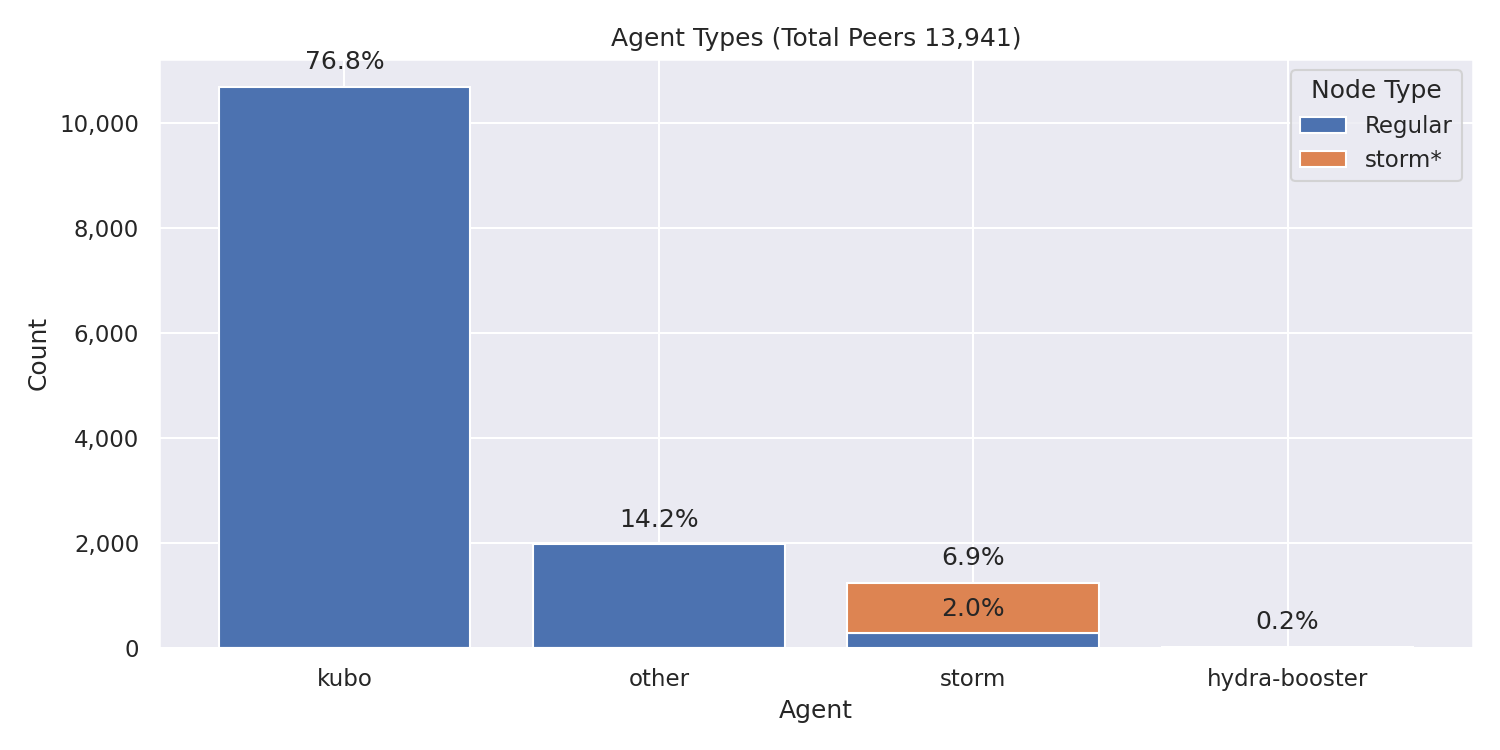 Agent Types (Total Peers 13,941)
76.8%
14.2%
6.9%
2.0%
0.2%
Node Type
Regular
storm*
Count
10,000
8,000
6,000
4,000
2,000
0
kubo
other
storm
hydra-booster
Agent